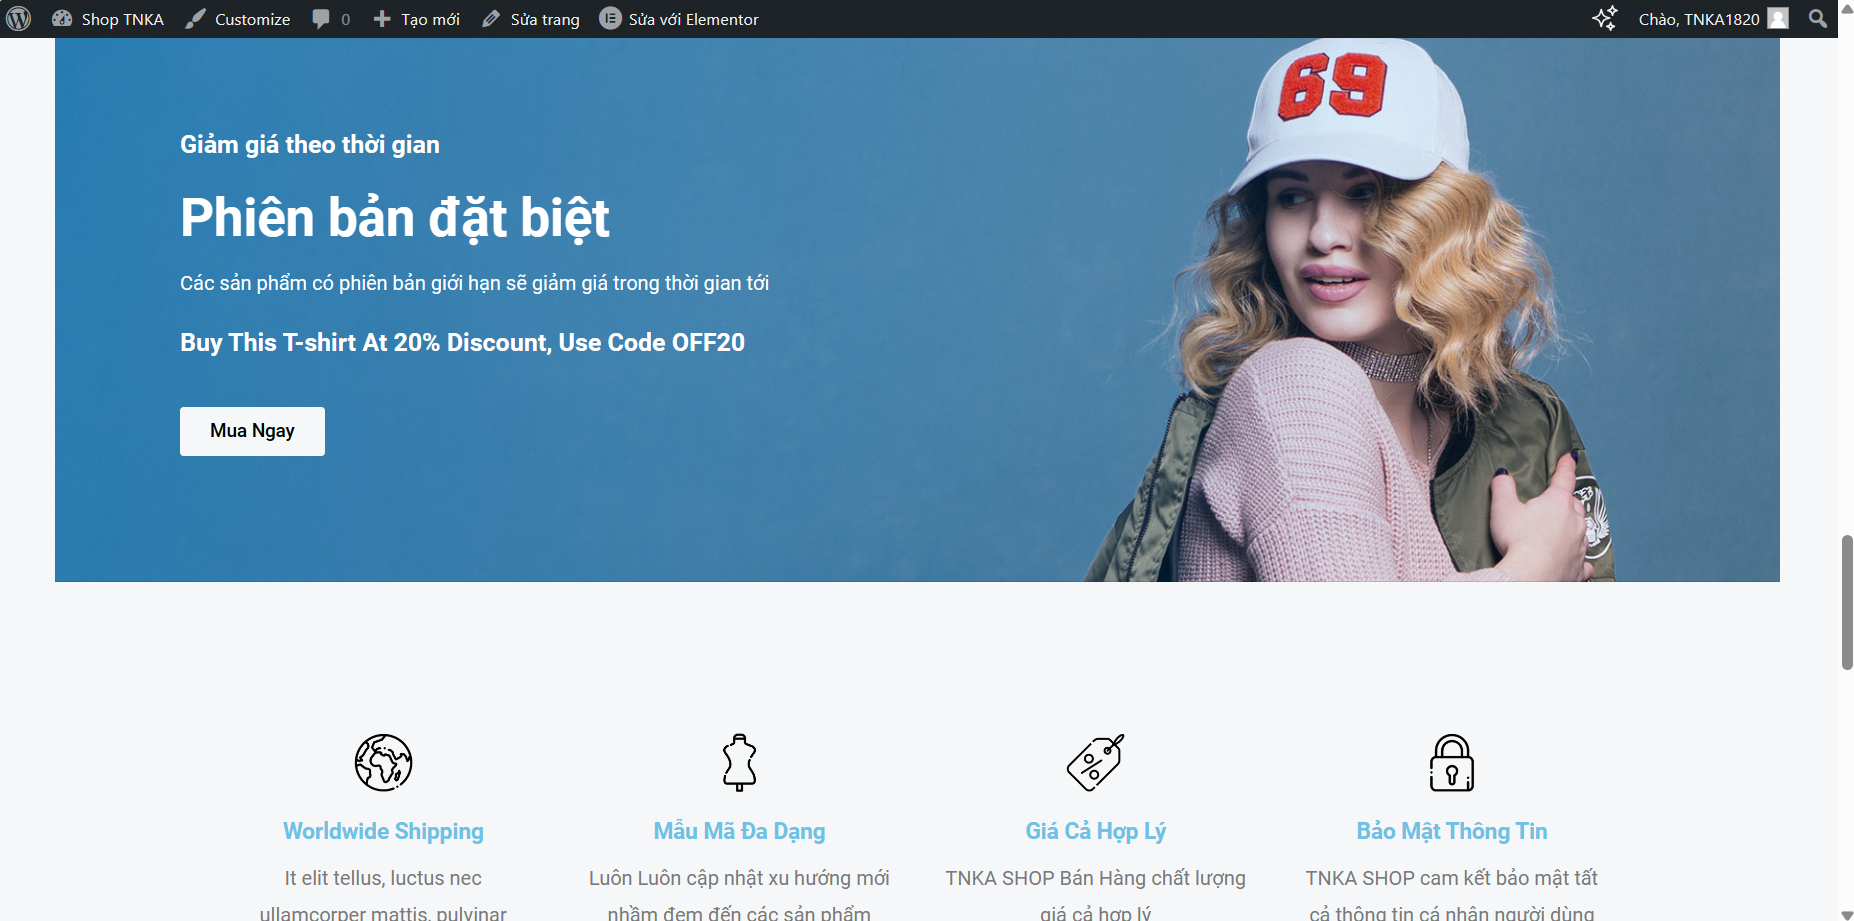 Shop TNKA Customize 0 Tạo mới Sửa trang Sửa với Elementor Chào, TNKA1820
69
Giảm giá theo thời gian
Phiên bản đặt biệt
Các sản phẩm có phiên bản giới hạn sẽ giảm giá trong thời gian tới
Buy This T-shirt At 20% Discount, Use Code OFF20
Mua Ngay
Worldwide Shipping
It elit tellus, luctus nec
ullamcorper mattis, pulvinar
Mẫu Mã Đa Dạng
Luôn Luôn cập nhật xu hướng mới
nhầm đem đến các sản phẩm
Giá Cả Hợp Lý
TNKA SHOP Bán Hàng chất lượng
giá cả hợp lý
Bảo Mật Thông Tin
TNKA SHOP cam kết bảo mật tất
cả thông tin cá nhân người dùng